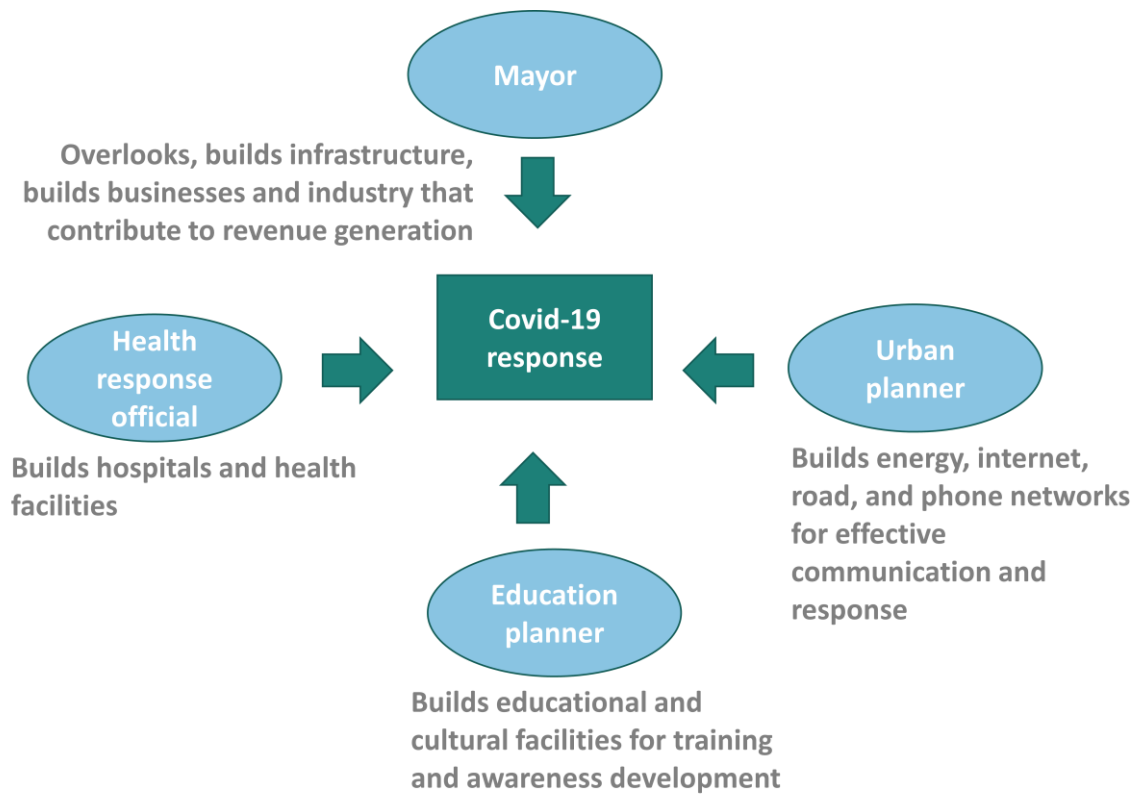 Mayor
Overlooks, builds infrastructure,
builds businesses and industry that
contribute to revenue generation
Covid-19
response
Health
response
official
Builds hospitals and health
facilities
Urban
planner
Builds energy, internet,
road, and phone networks
for effective
communication and
response
Education
planner
Builds educational and
cultural facilities for training
and awareness development